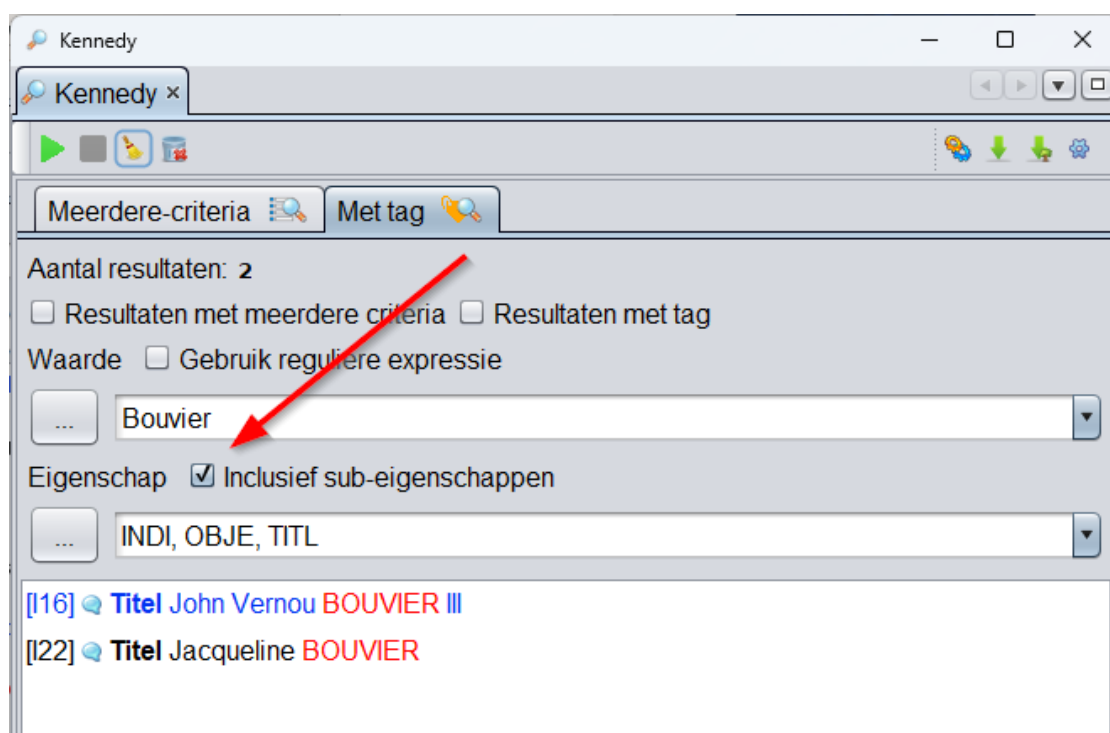 Kennedy
Kennedy ×
Meerdere-criteria Met tag
Aantal resultaten: 2
Resultaten met meerdere criteria Resultaten met tag
Waarde Gebruik reguliere expressie
... Bouvier
Eigenschap Inclusief sub-eigenschappen
... INDI, OBJE, TITL
[I16] Titel John Vernou BOUVIER III
[I22] Titel Jacqueline BOUVIER